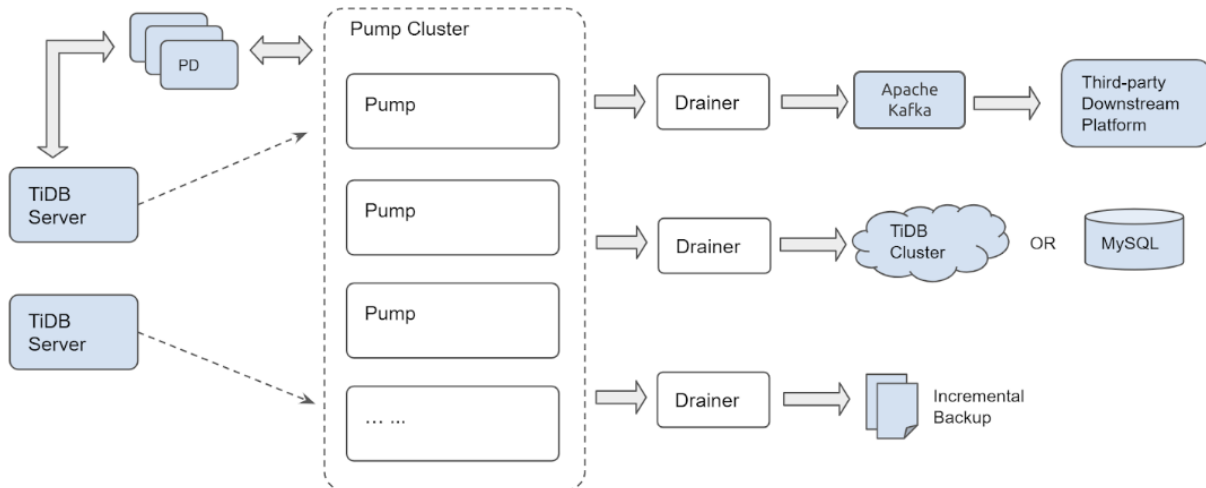 PD
TiDB
Server
TiDB
Server
Pump Cluster
Pump
Pump
Pump
... ...
Drainer
Apache
Kafka
Third-party
Downstream
Platform
Drainer
TiDB
Cluster
OR
MySQL
Drainer
Incremental
Backup